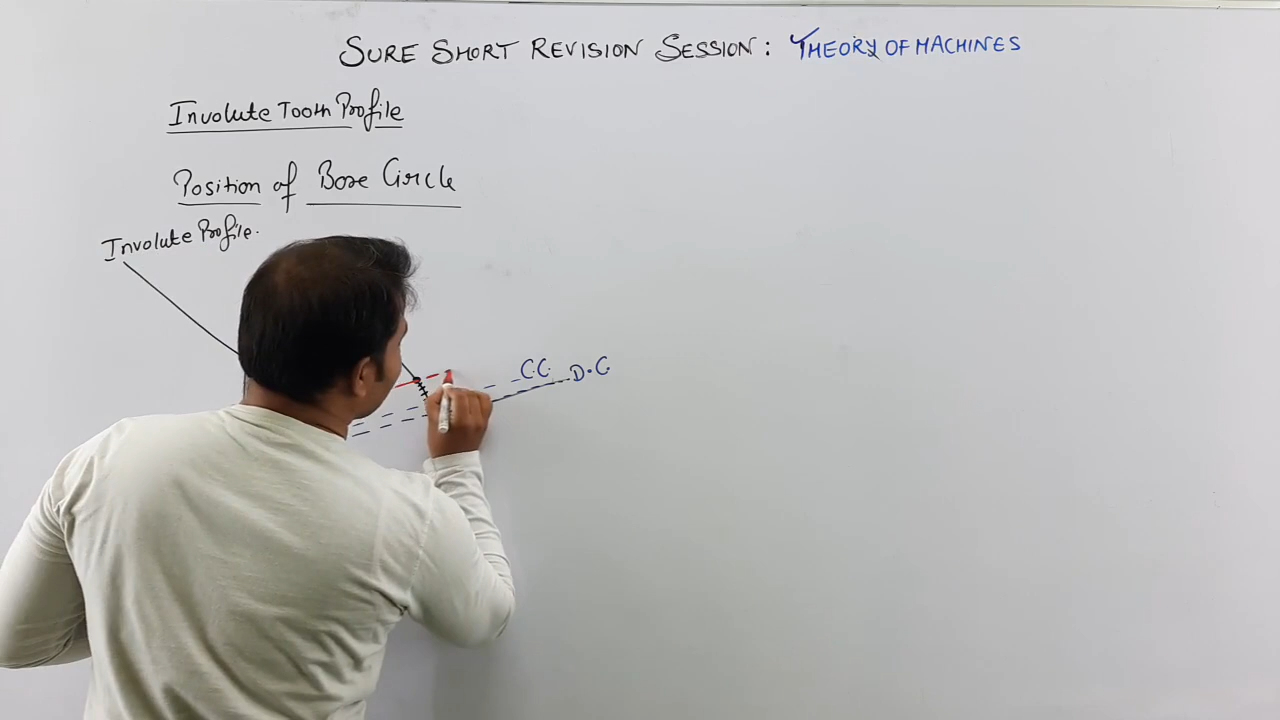 SURE SHORT REVISION SESSION: THEORY OF MACHINES
Involute Tooth Profile
Position of Base Circle
Involute Profile.
C.C.
D.C.